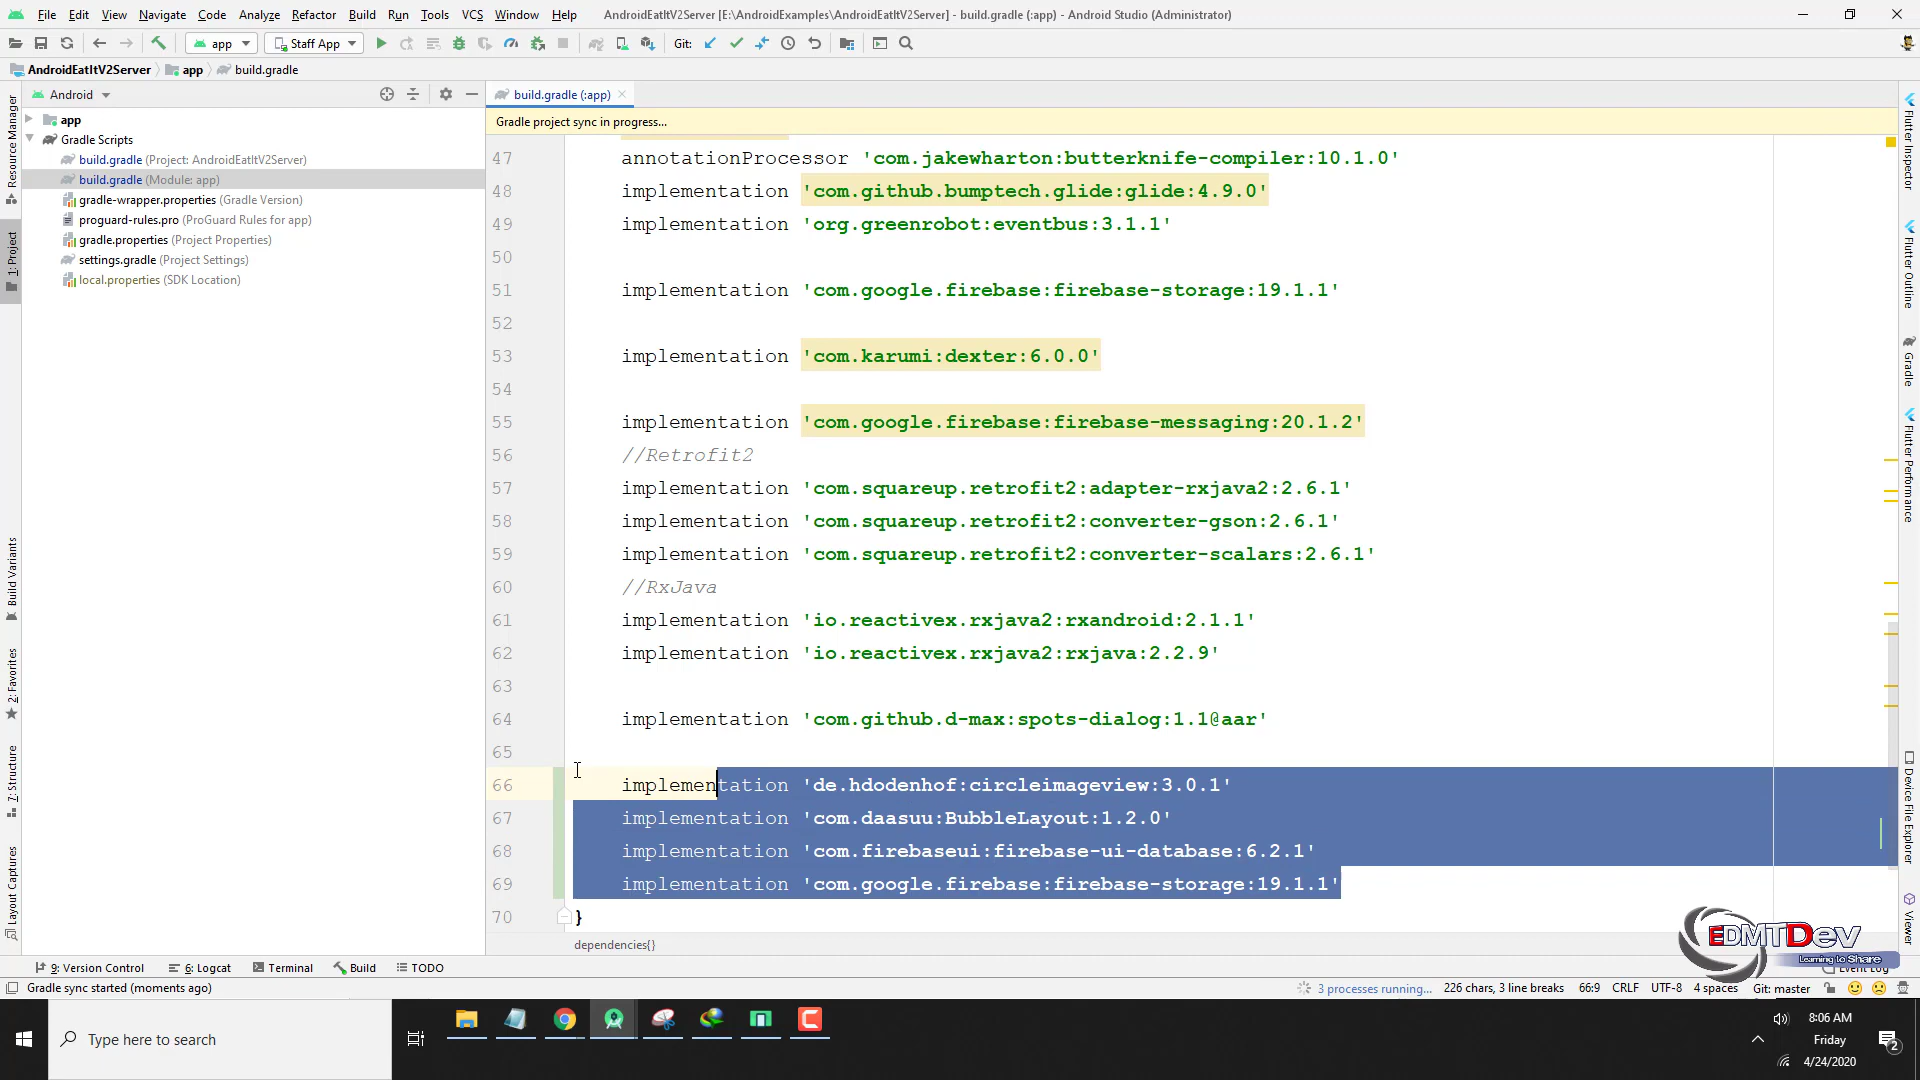 File Edit View Navigate Code Analyze Refactor Build Run Tools VCS Window Help AndroidEatItV2Server [E:\AndroidExamples\AndroidEatItV2Server] - build.gradle (:app) - Android Studio (Administrator)
app Staff App Git:
AndroidEatItV2Server app build.gradle
Android
build.gradle (:app)
app
Gradle Scripts
build.gradle (Project: AndroidEatItV2Server)
build.gradle (Module: app)
gradle-wrapper.properties (Gradle Version)
proguard-rules.pro (ProGuard Rules for app)
gradle.properties (Project Properties)
settings.gradle (Project Settings)
local.properties (SDK Location)
Resource Manager
1: Project
Build Variants
2: Favorites
7: Structure
Layout Captures
Gradle project sync in progress...
47 annotationProcessor 'com.jakewharton:butterknife-compiler:10.1.0'
48 implementation 'com.github.bumptech.glide:glide:4.9.0'
49 implementation 'org.greenrobot:eventbus:3.1.1'
50
51 implementation 'com.google.firebase:firebase-storage:19.1.1'
52
53 implementation 'com.karumi:dexter:6.0.0'
54
55 implementation 'com.google.firebase:firebase-messaging:20.1.2'
56 //Retrofit2
57 implementation 'com.squareup.retrofit2:adapter-rxjava2:2.6.1'
58 implementation 'com.squareup.retrofit2:converter-gson:2.6.1'
59 implementation 'com.squareup.retrofit2:converter-scalars:2.6.1'
60 //RxJava
61 implementation 'io.reactivex.rxjava2:rxandroid:2.1.1'
62 implementation 'io.reactivex.rxjava2:rxjava:2.2.9'
63
64 implementation 'com.github.d-max:spots-dialog:1.1@aar'
65
66 implementation 'de.hdodenhof:circleimageview:3.0.1'
67 implementation 'com.daasuu:BubbleLayout:1.2.0'
68 implementation 'com.firebaseui:firebase-ui-database:6.2.1'
69 implementation 'com.google.firebase:firebase-storage:19.1.1'
70 }
dependencies{}
Flutter Inspector
Flutter Outline
Gradle
Flutter Performance
Device File Explorer
Viewer
EDMTDev
Learning to Share
9: Version Control 6: Logcat Terminal Build TODO Event Log
Gradle sync started (moments ago) 3 processes running... 226 chars, 3 line breaks 66:9 CRLF UTF-8 4 spaces Git: master
Type here to search
8:06 AM
Friday
4/24/2020
2